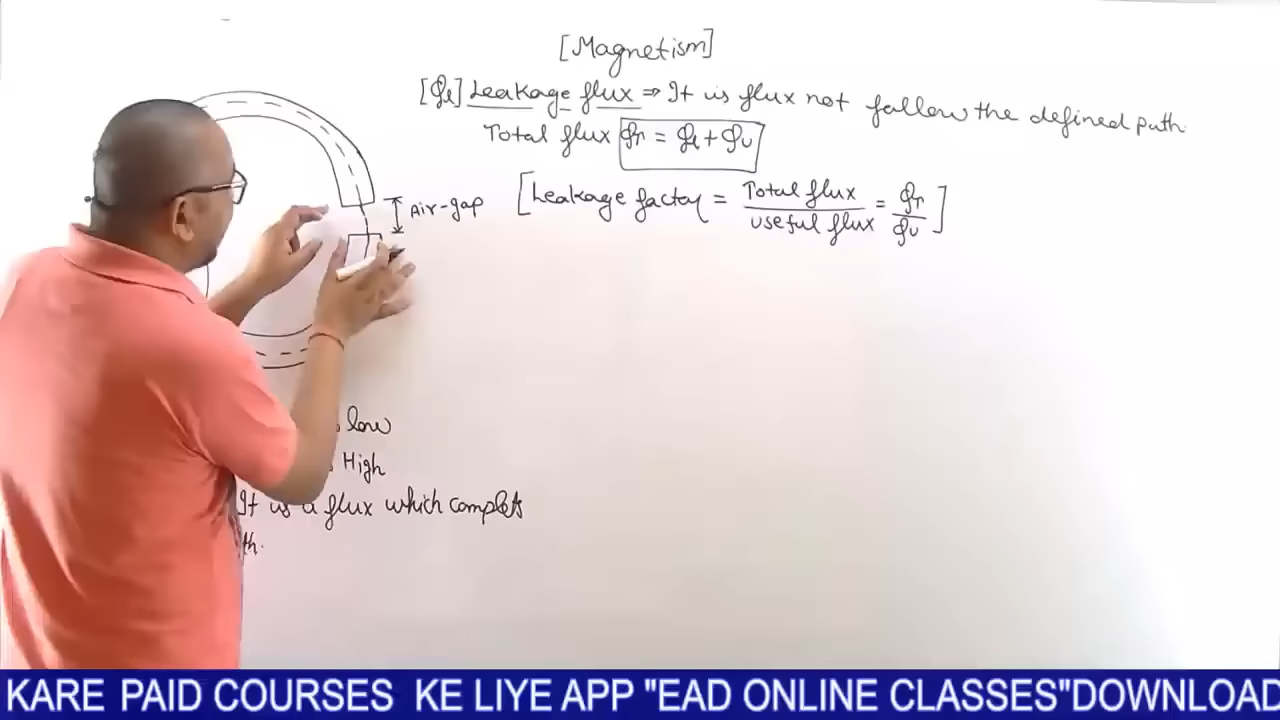 [Magnetism]
[φl] Leakage flux ⇒ It is flux not fallow the defined path.
Total flux φT = φl + φu
Air-gap
[Leakage factor = Total flux / useful flux = φT / φu]
low
High
It is a flux which complets
th.
KARE PAID COURSES KE LIYE APP "EAD ONLINE CLASSES"DOWNLOAD